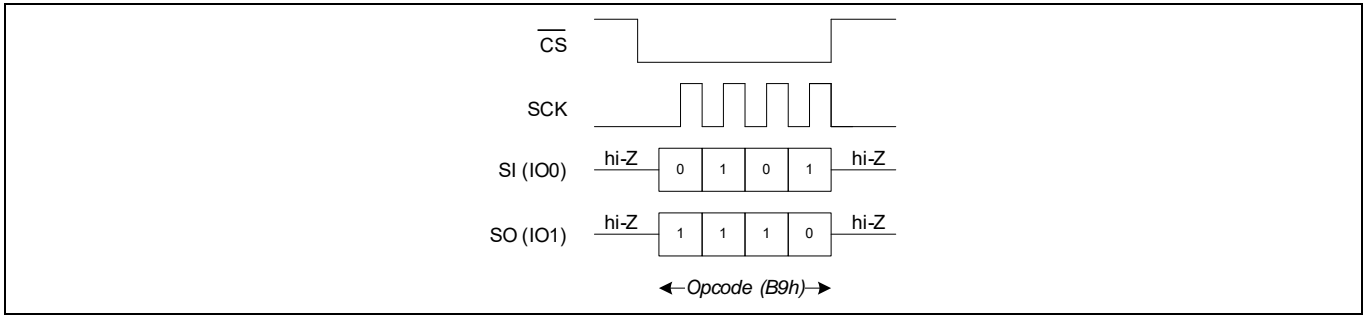 CS
SCK
SI (IO0) hi-Z 0 1 0 1 hi-Z
SO (IO1) hi-Z 1 1 1 0 hi-Z
Opcode (B9h)